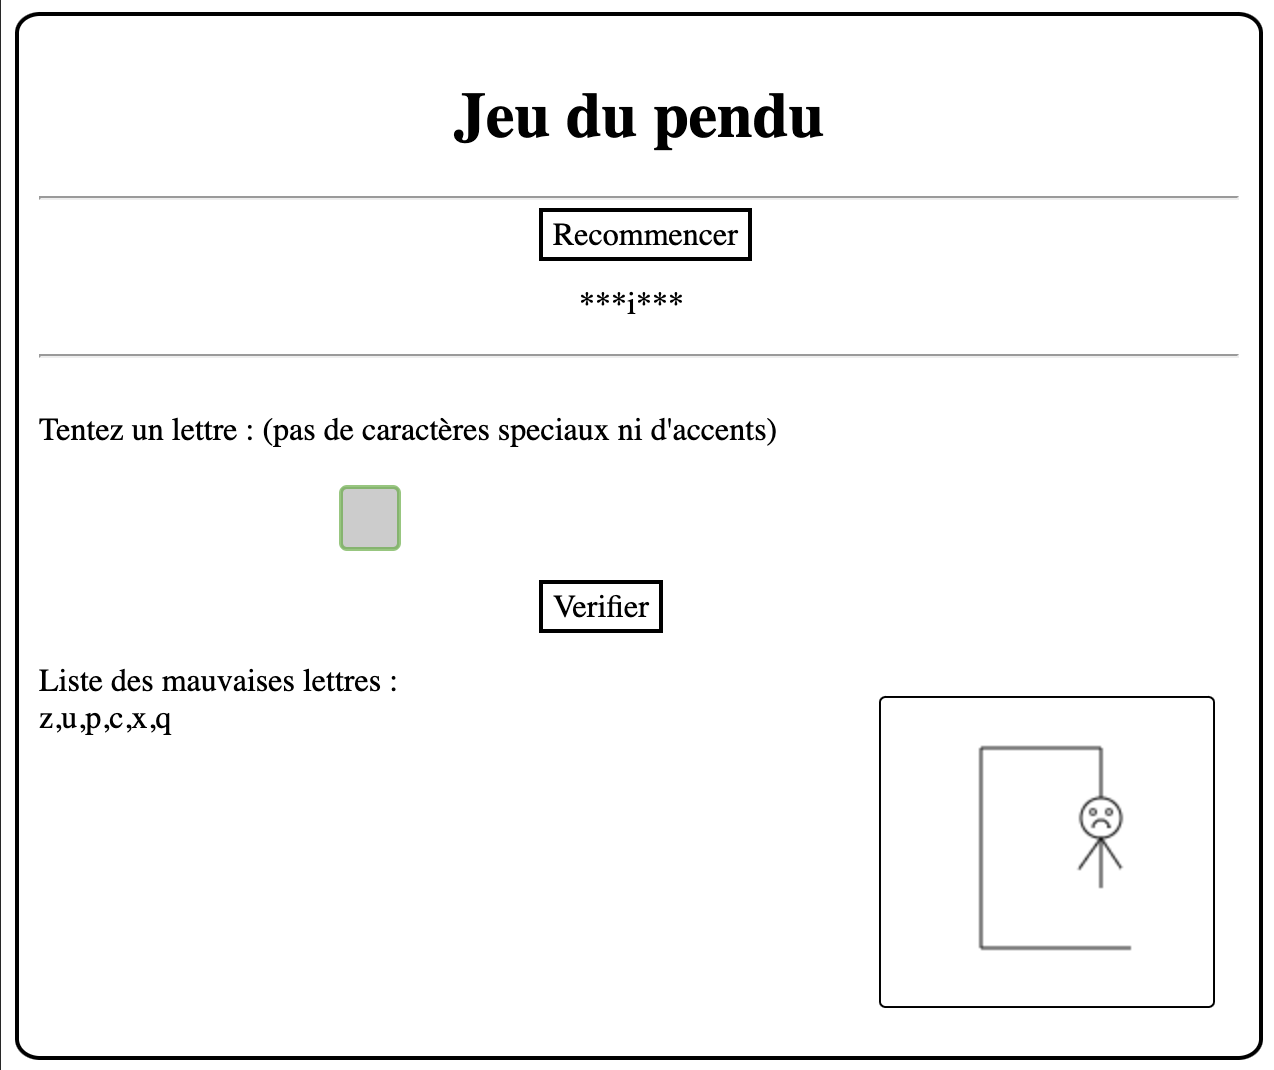 Jeu du pendu
Recommencer
***i***
Tentez un lettre : (pas de caractères speciaux ni d'accents)
Verifier
Liste des mauvaises lettres :
z,u,p,c,x,q